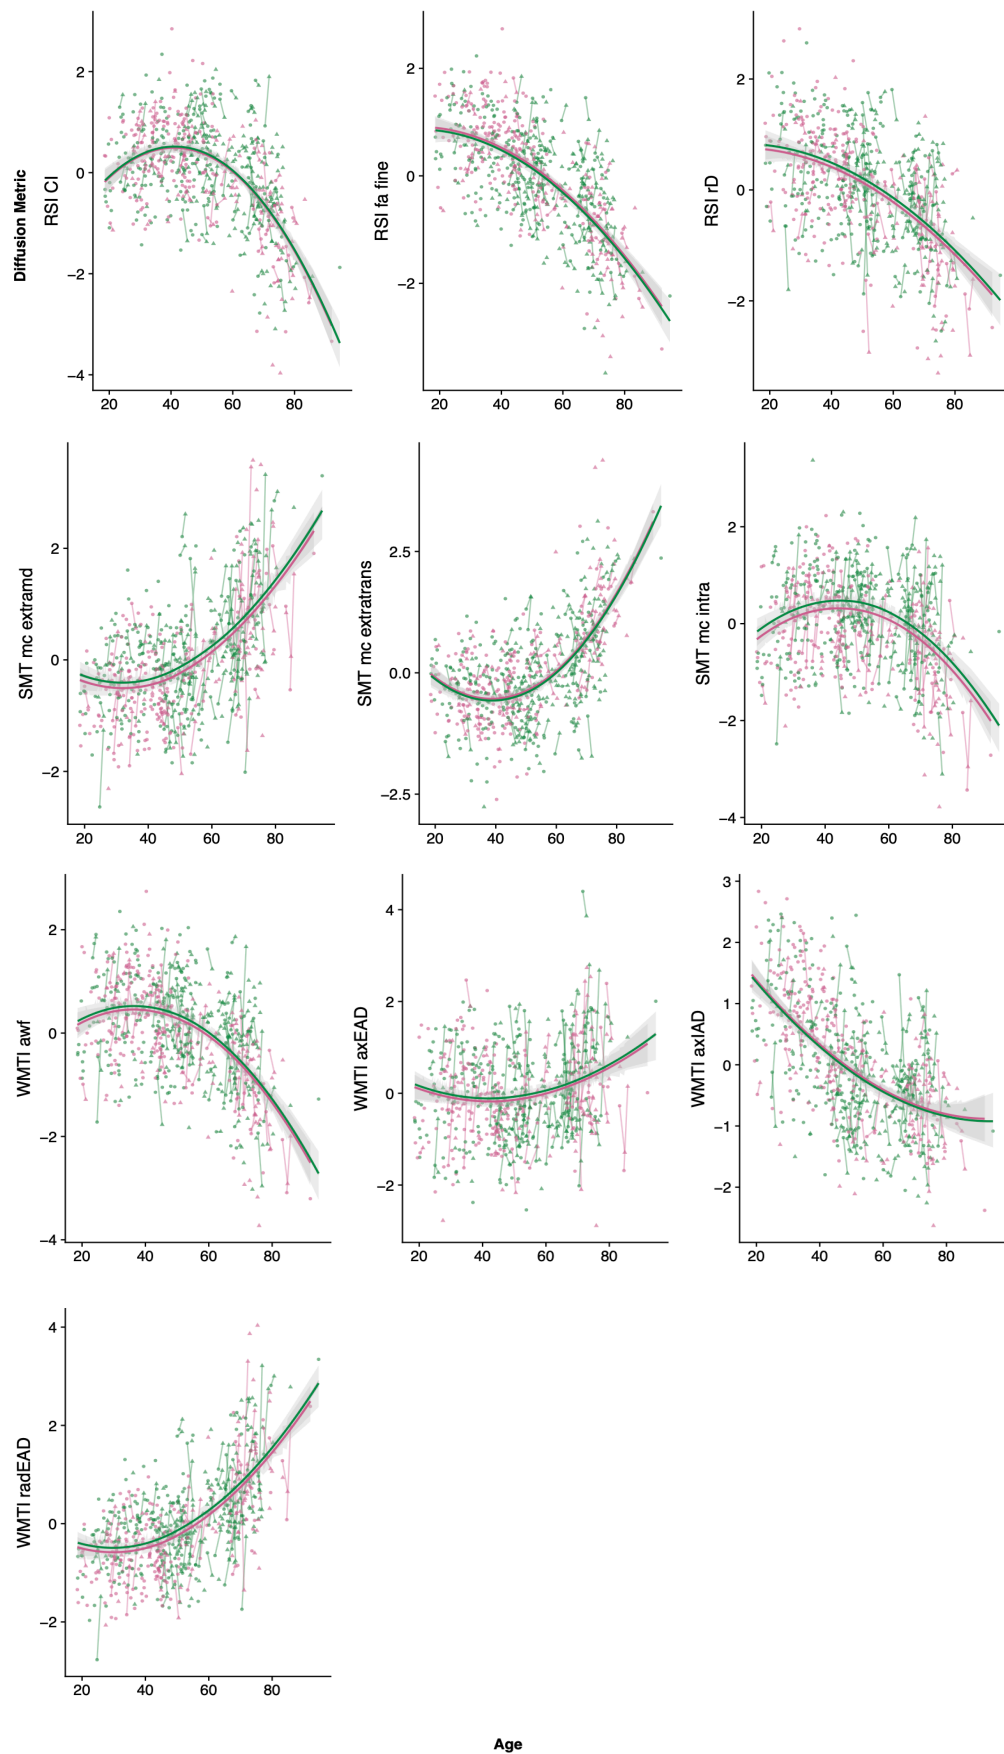 Diffusion Metric
RSI CI
2
0
−2
−4
20 40 60 80
RSI fa fine
2
0
−2
20 40 60 80
RSI rD
2
0
−2
20 40 60 80
SMT mc extramd
2
0
−2
20 40 60 80
SMT mc extratrans
2.5
0.0
−2.5
20 40 60 80
SMT mc intra
2
0
−2
−4
20 40 60 80
WMTI awf
2
0
−2
−4
20 40 60 80
WMTI axEAD
4
2
0
−2
20 40 60 80
WMTI axIAD
3
2
1
0
−1
−2
20 40 60 80
WMTI radEAD
4
2
0
−2
20 40 60 80
Age